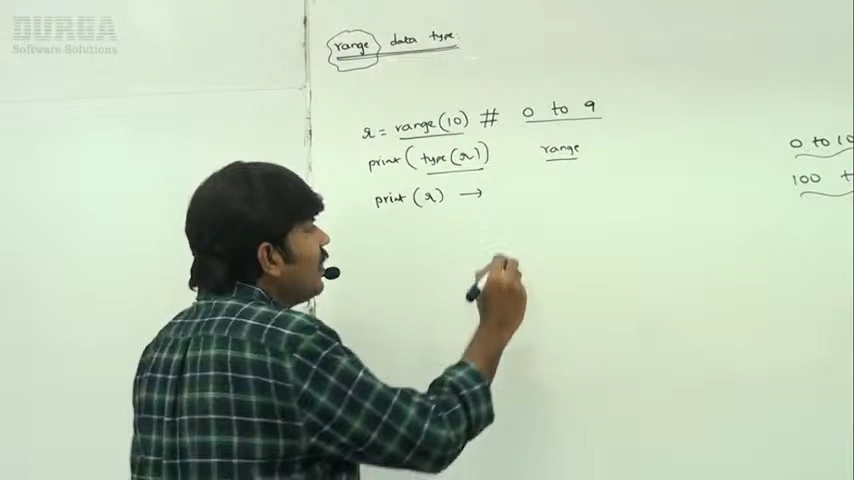 DURGA
Software Solutions
range data type:
r = range(10) # 0 to 9
print(type(r)) range
print(r) →
0 to 10
100 t